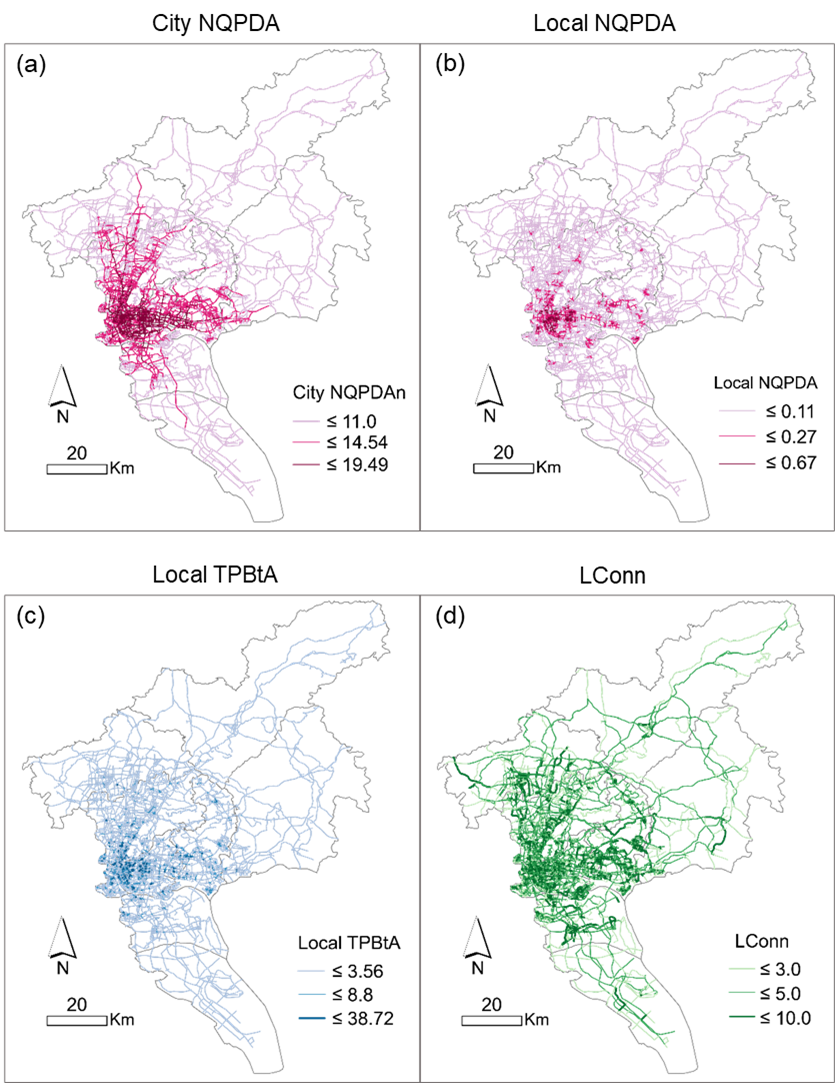 City NQPDA
Local NQPDA
(a)
(b)
N
20
Km
City NQPDAn
≤ 11.0
≤ 14.54
≤ 19.49
N
20
Km
Local NQPDA
≤ 0.11
≤ 0.27
≤ 0.67
Local TPBtA
LConn
(c)
(d)
N
20
Km
Local TPBtA
≤ 3.56
≤ 8.8
≤ 38.72
N
20
Km
LConn
≤ 3.0
≤ 5.0
≤ 10.0